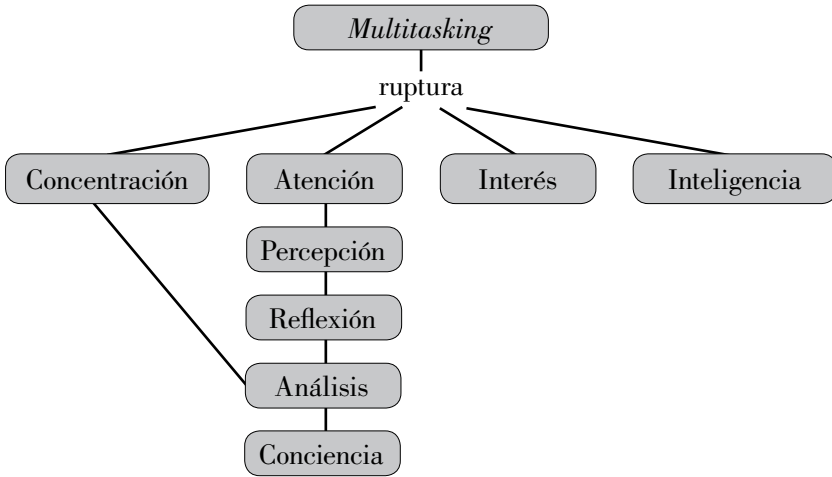 Multitasking
ruptura
Concentración
Atención
Interés
Inteligencia
Percepción
Reflexión
Análisis
Conciencia